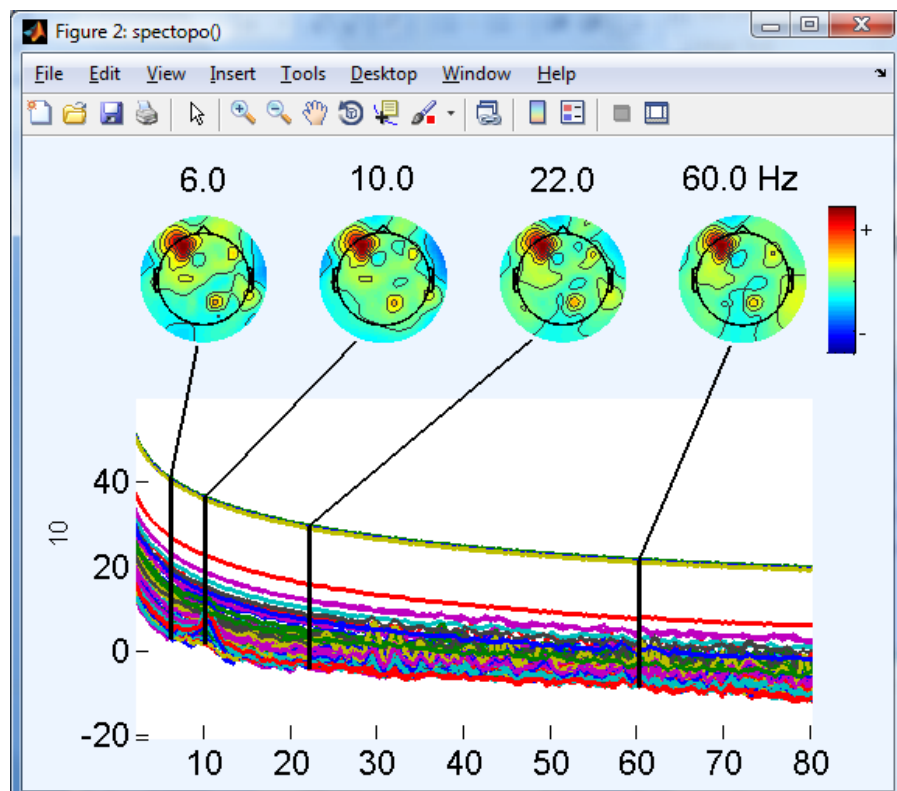 Figure 2: spectopo()
File Edit View Insert Tools Desktop Window Help
6.0 10.0 22.0 60.0 Hz
+
-
40
20
0
-20
10
10 20 30 40 50 60 70 80